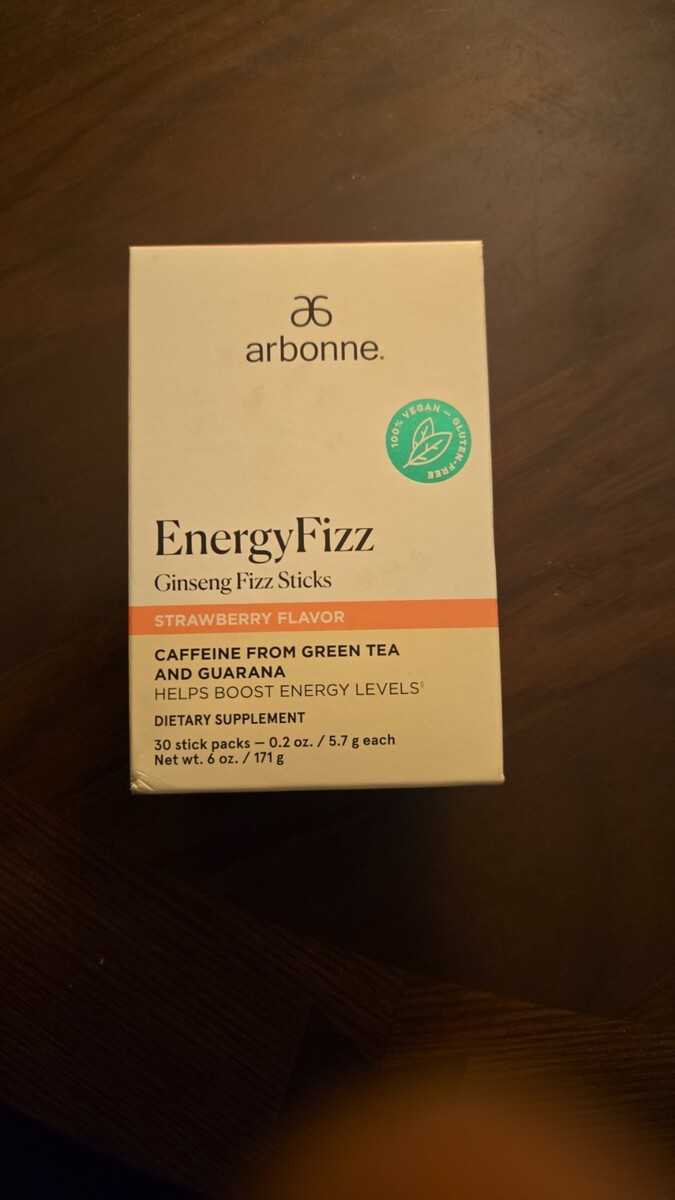 arbonne.
100% VEGAN — GLUTEN-FREE
EnergyFizz
Ginseng Fizz Sticks
STRAWBERRY FLAVOR
CAFFEINE FROM GREEN TEA
AND GUARANA
HELPS BOOST ENERGY LEVELS◊
DIETARY SUPPLEMENT
30 stick packs — 0.2 oz. / 5.7 g each
Net wt. 6 oz. / 171 g